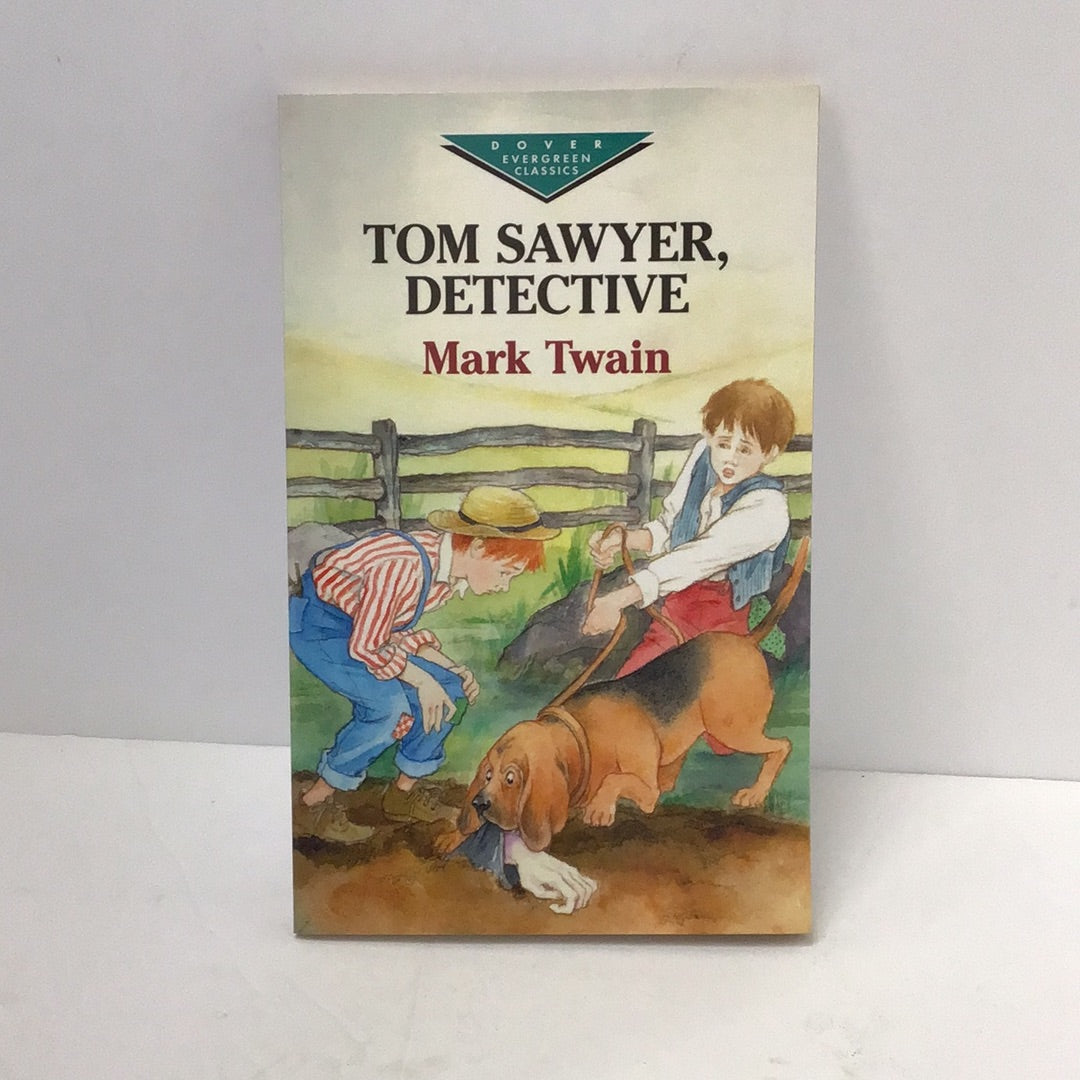 DOVER
EVERGREEN
CLASSICS
TOM SAWYER,
DETECTIVE
Mark Twain